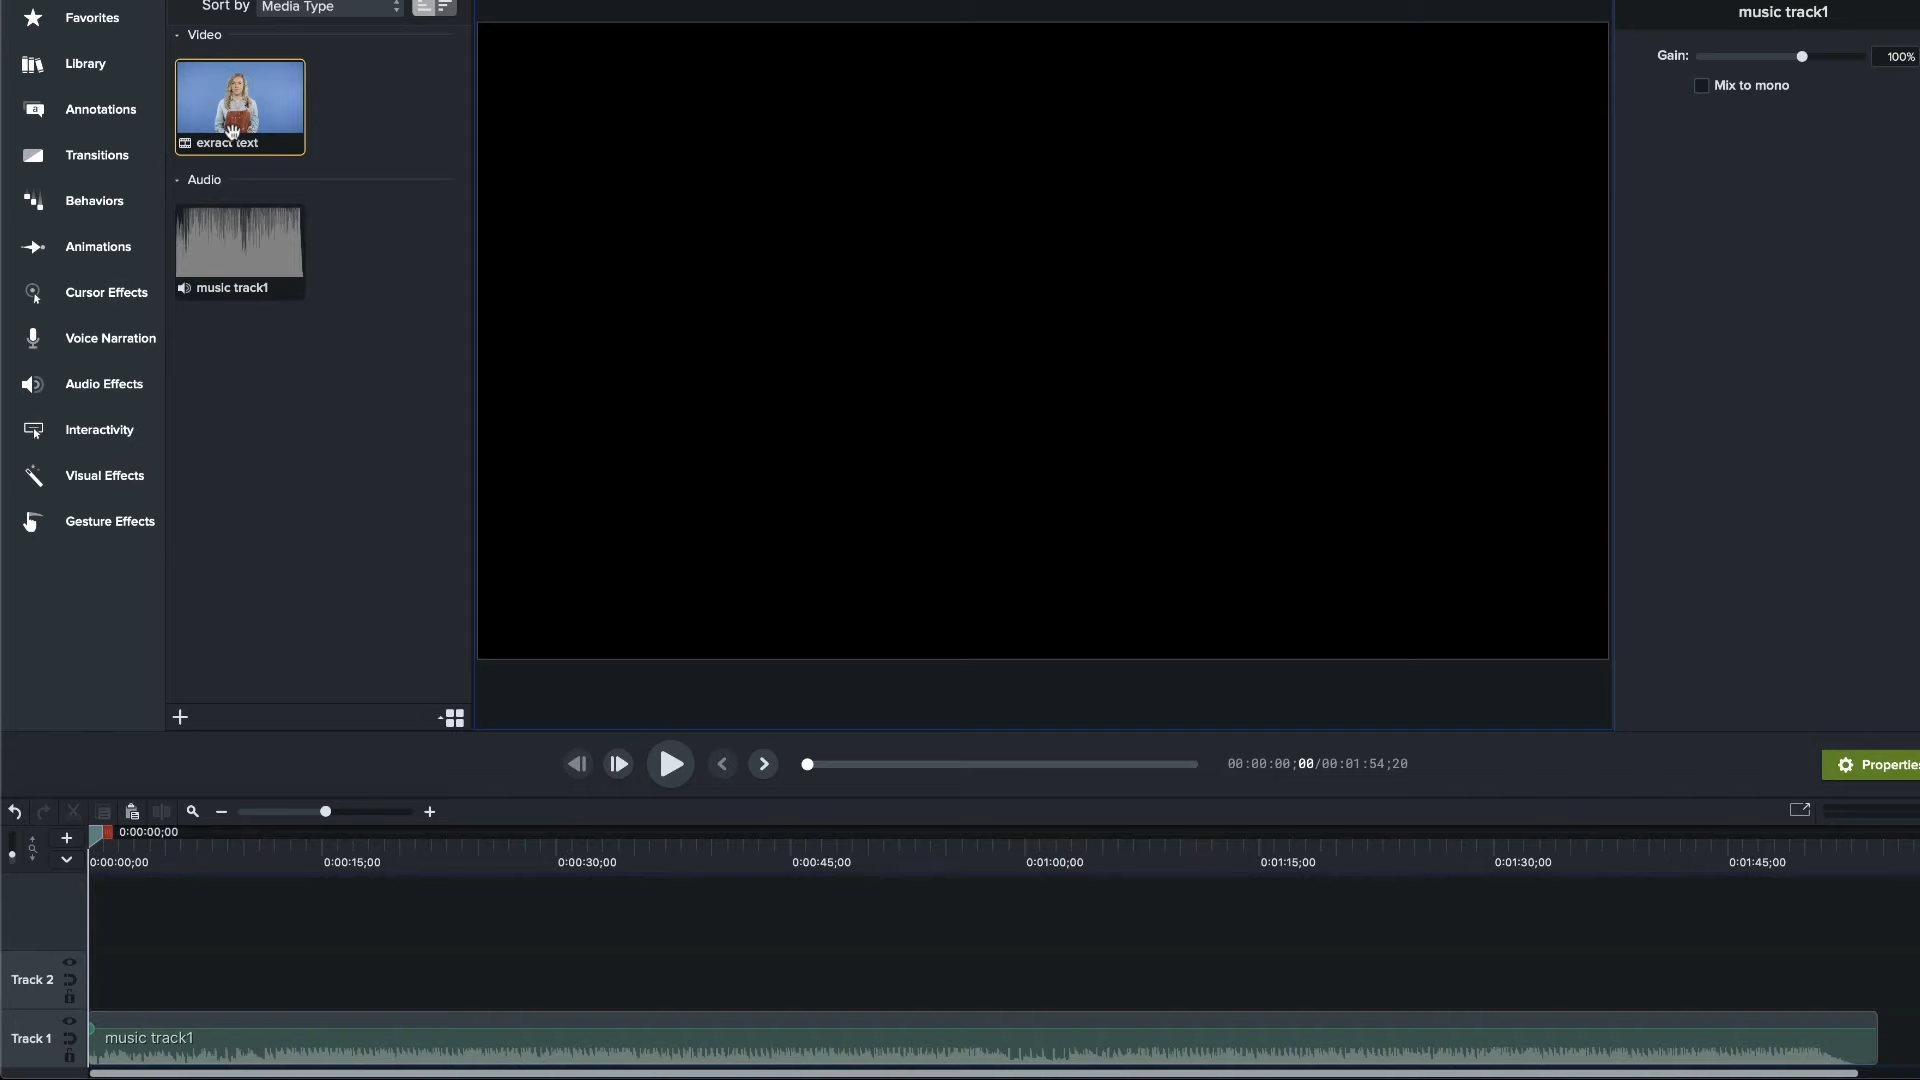 Sort by Media Type
music track1
Favorites
Library
Annotations
Transitions
Behaviors
Animations
Cursor Effects
Voice Narration
Audio Effects
Interactivity
Visual Effects
Gesture Effects
Video
exract text
Audio
music track1
Gain: 100%
Mix to mono
00:00:00;00/00:01:54;20
Properties
0:00:00;00
0:00:00;00 0:00:15;00 0:00:30;00 0:00:45;00 0:01:00;00 0:01:15;00 0:01:30;00 0:01:45;00
Track 2
Track 1 music track1